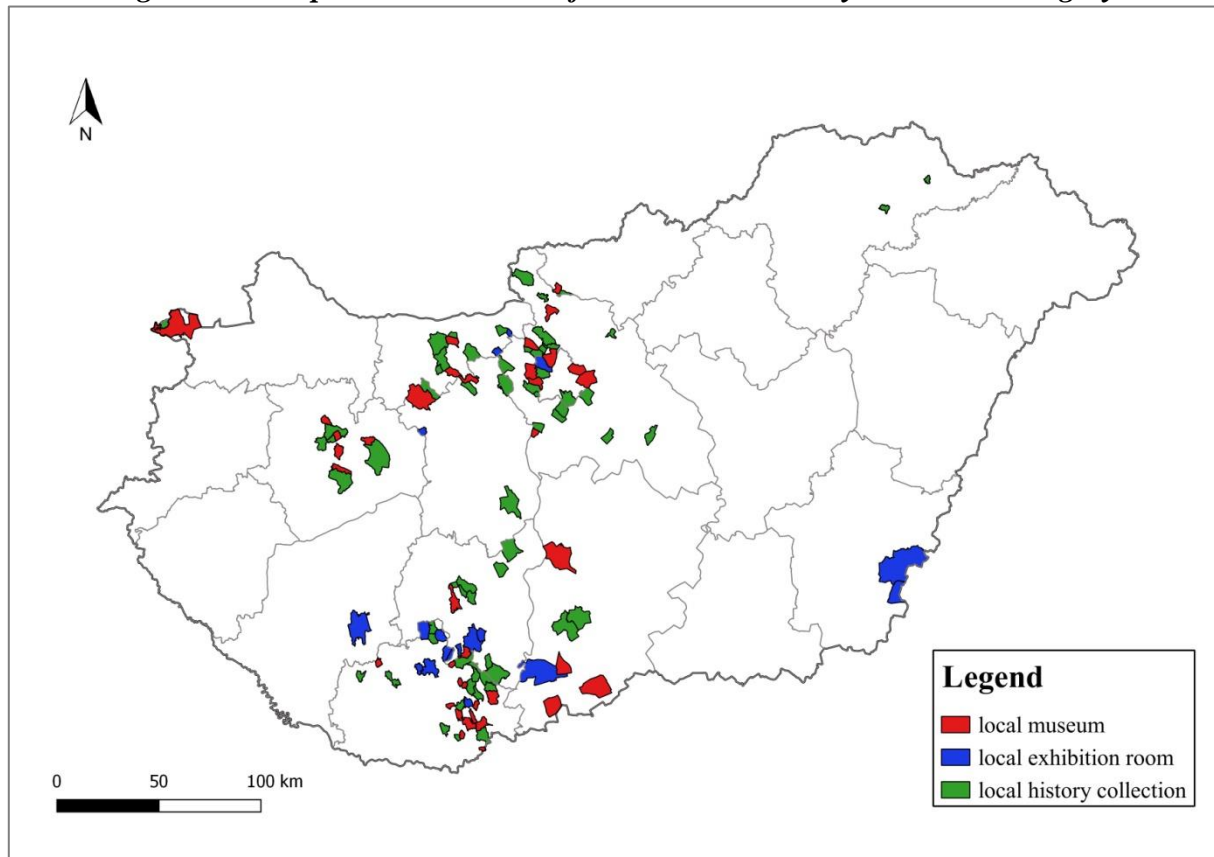 N
0 50 100 km
Legend
local museum
local exhibition room
local history collection